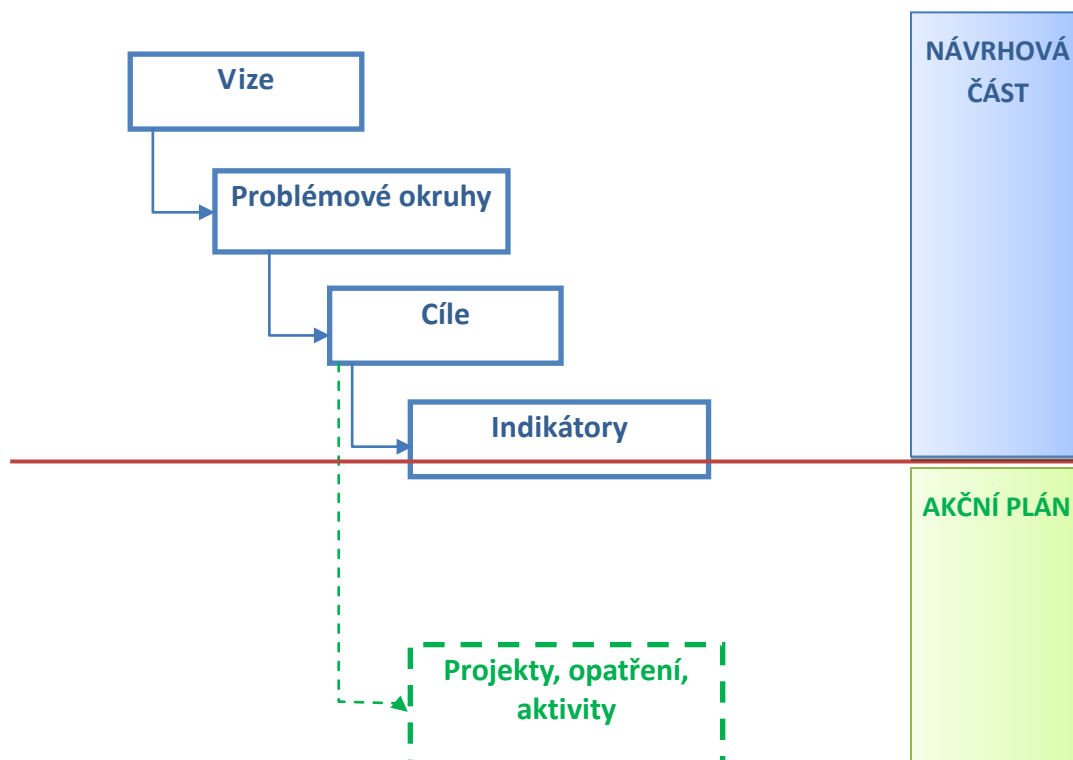 Vize
NÁVRHOVÁ
ČÁST
Problémové okruhy
Cíle
Indikátory
AKČNÍ PLÁN
Projekty, opatření,
aktivity